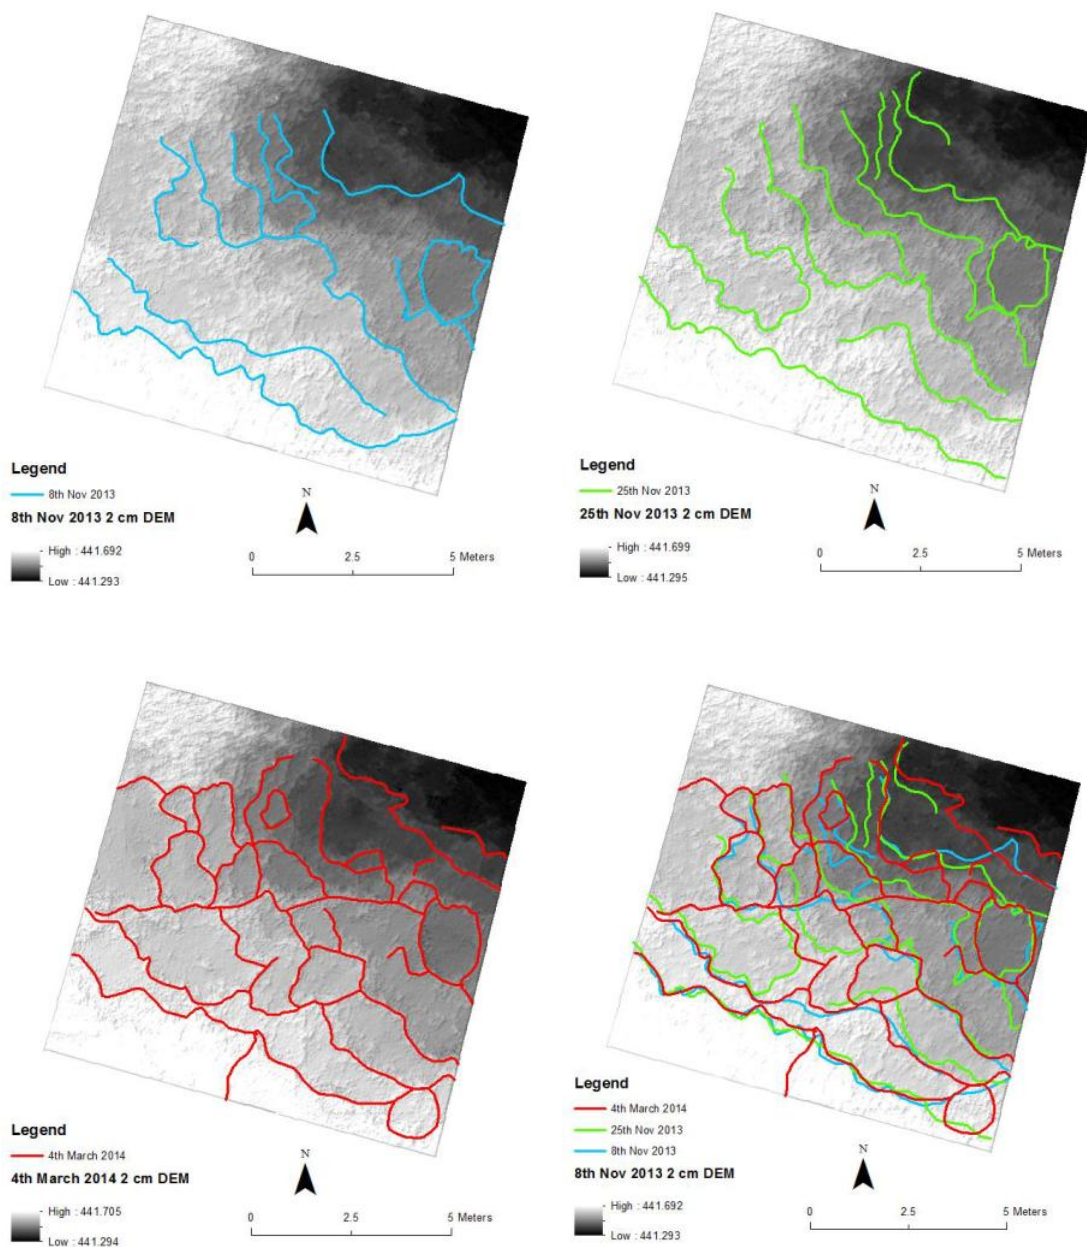 Legend
8th Nov 2013
8th Nov 2013 2 cm DEM
High : 441.692
Low : 441.293
N
0 2.5 5 Meters
Legend
25th Nov 2013
25th Nov 2013 2 cm DEM
High : 441.699
Low : 441.295
N
0 2.5 5 Meters
Legend
4th March 2014
4th March 2014 2 cm DEM
High : 441.705
Low : 441.294
N
0 2.5 5 Meters
Legend
4th March 2014
25th Nov 2013
8th Nov 2013
8th Nov 2013 2 cm DEM
High : 441.692
Low : 441.293
N
0 2.5 5 Meters